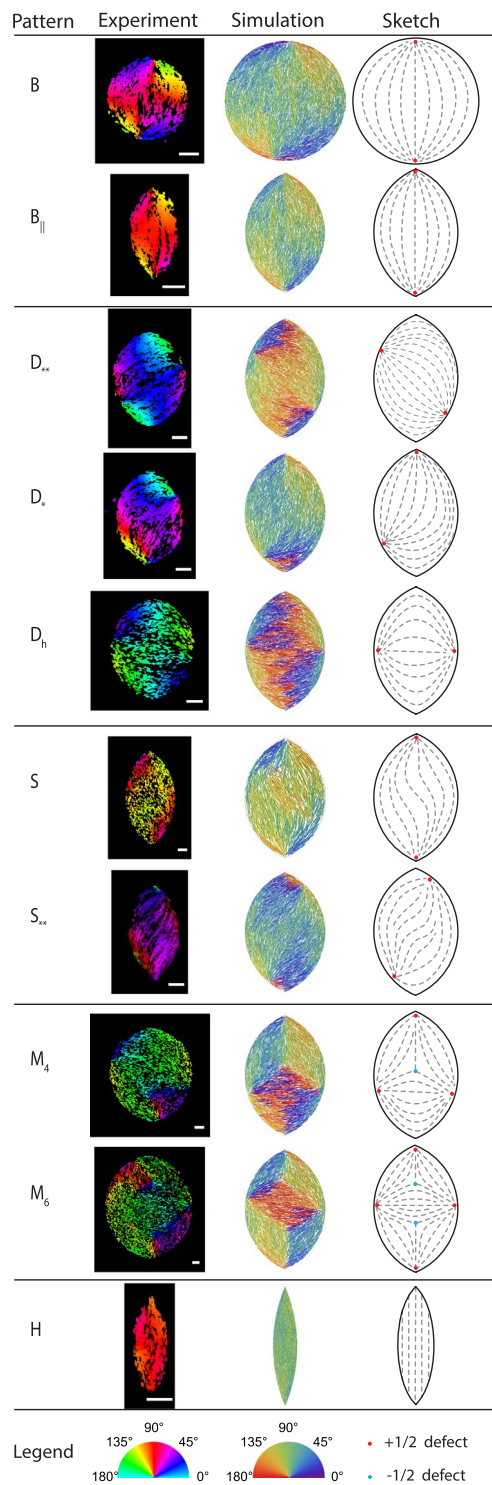 Pattern Experiment Simulation Sketch
B
B||
D**
D*
Dh
S
S**
M4
M6
H
Legend
90°
135° 45°
180° 0°
90°
135° 45°
180° 0°
+1/2 defect
-1/2 defect